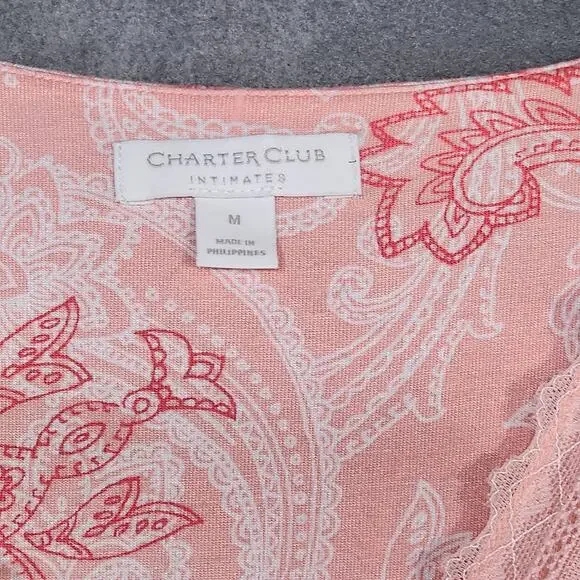 CHARTER CLUB
INTIMATES
M
MADE IN
PHILIPPINES